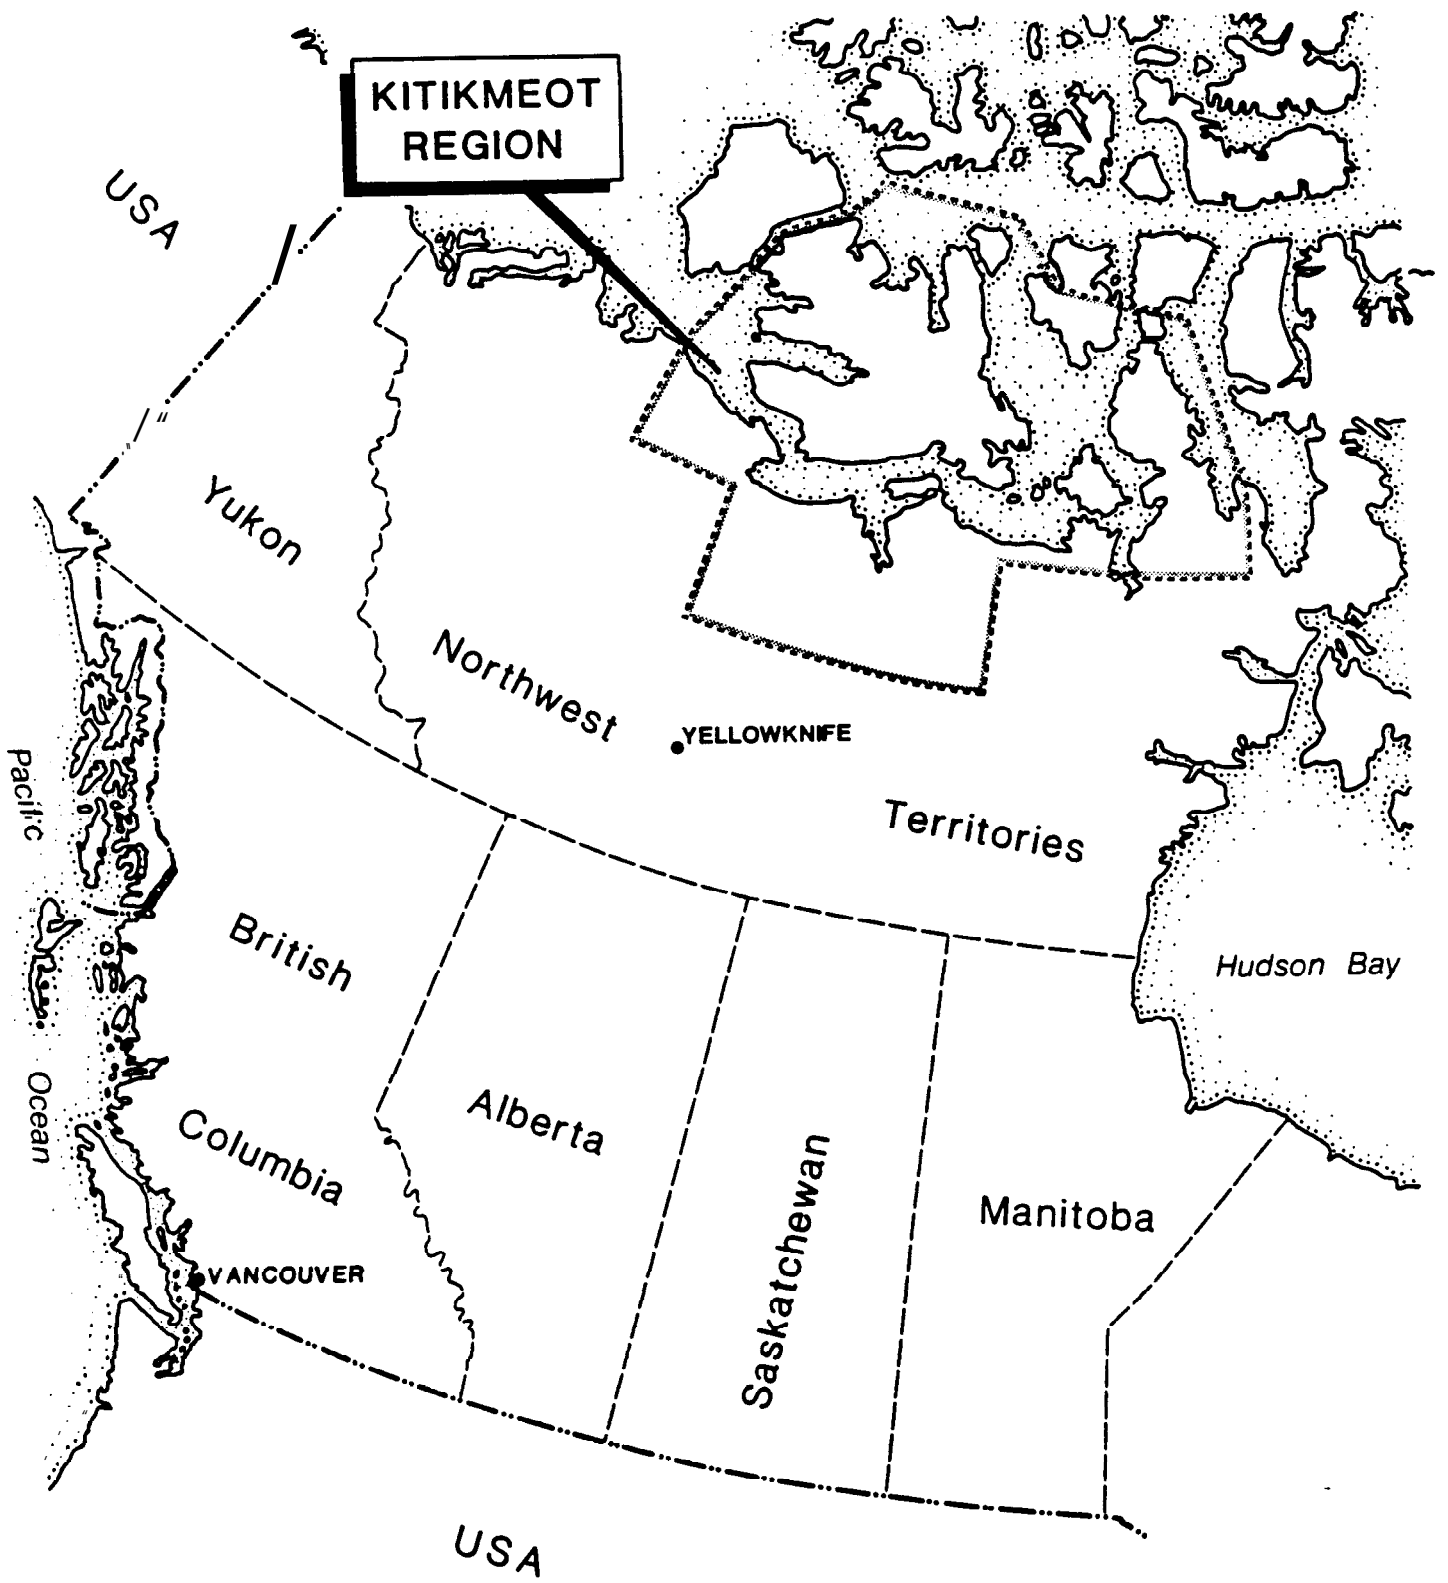 KITIKMEOT
REGION
USA
Yukon
Northwest
YELLOWKNIFE
Territories
Pacific
Ocean
British
Columbia
Hudson Bay
Alberta
Saskatchewan
Manitoba
VANCOUVER
USA